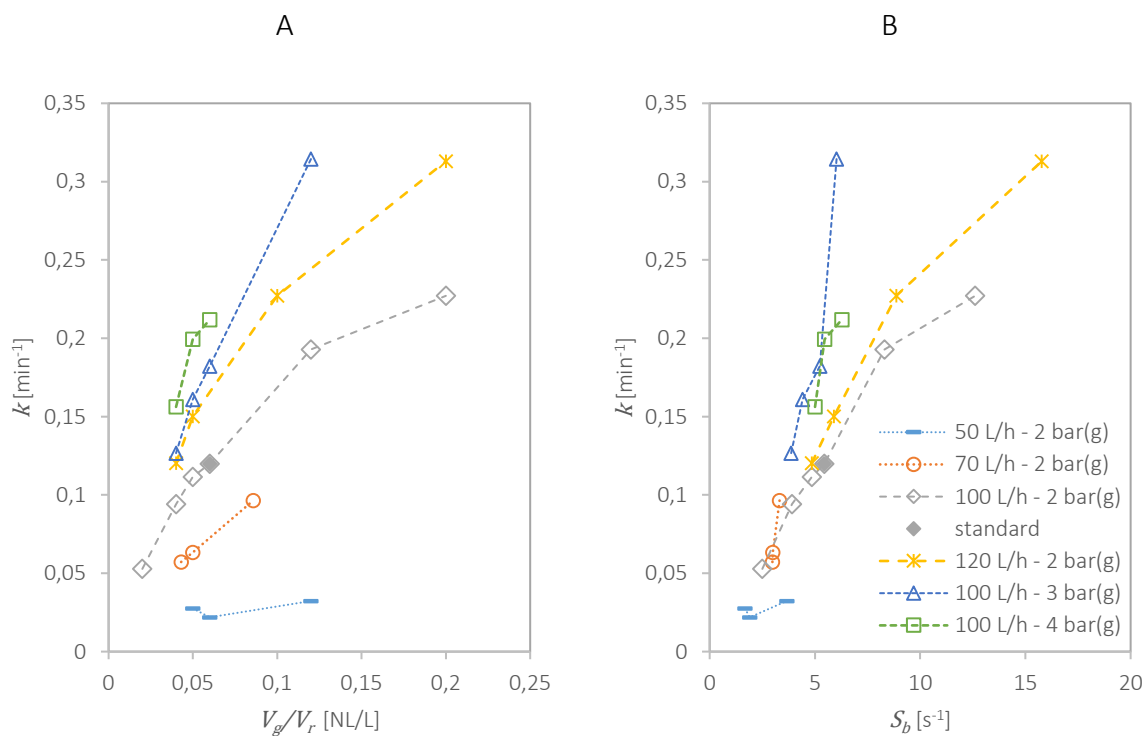 A
0,35
0,3
0,25
0,2
0,15
0,1
0,05
0
k [min-1]
0
0,05
0,1
0,15
0,2
0,25
Vg/Vr [NL/L]
B
0,35
0,3
0,25
0,2
0,15
0,1
0,05
0
k [min-1]
0
5
10
15
20
Sb [s-1]
50 L/h - 2 bar(g)
70 L/h - 2 bar(g)
100 L/h - 2 bar(g)
standard
120 L/h - 2 bar(g)
100 L/h - 3 bar(g)
100 L/h - 4 bar(g)